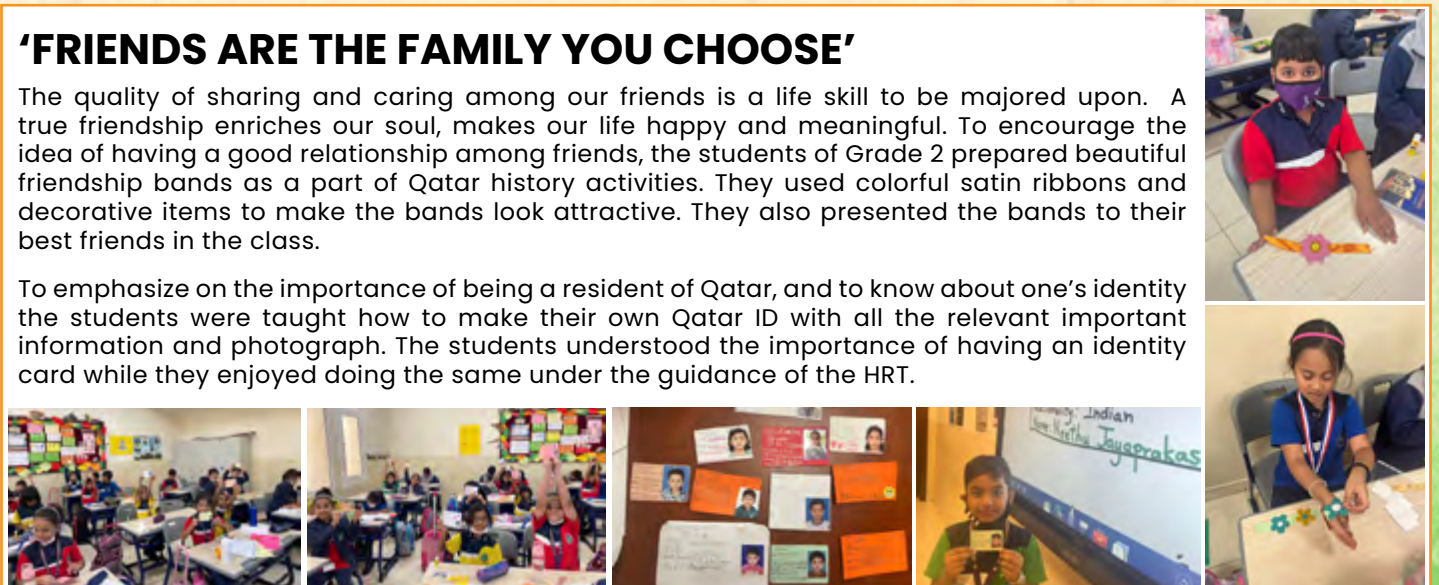 ‘FRIENDS ARE THE FAMILY YOU CHOOSE’
The quality of sharing and caring among our friends is a life skill to be majored upon. A
true friendship enriches our soul, makes our life happy and meaningful. To encourage the
idea of having a good relationship among friends, the students of Grade 2 prepared beautiful
friendship bands as a part of Qatar history activities. They used colorful satin ribbons and
decorative items to make the bands look attractive. They also presented the bands to their
best friends in the class.
To emphasize on the importance of being a resident of Qatar, and to know about one’s identity
the students were taught how to make their own Qatar ID with all the relevant important
information and photograph. The students understood the importance of having an identity
card while they enjoyed doing the same under the guidance of the HRT.
Indian
Jayaprakas